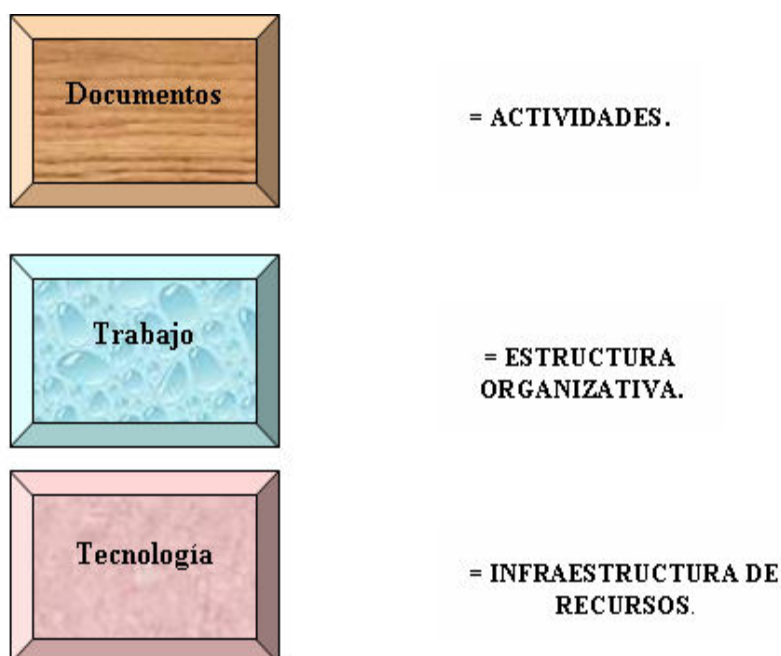 Documentos
= ACTIVIDADES.
Trabajo
= ESTRUCTURA
ORGANIZATIVA.
Tecnología
= INFRAESTRUCTURA DE
RECURSOS.